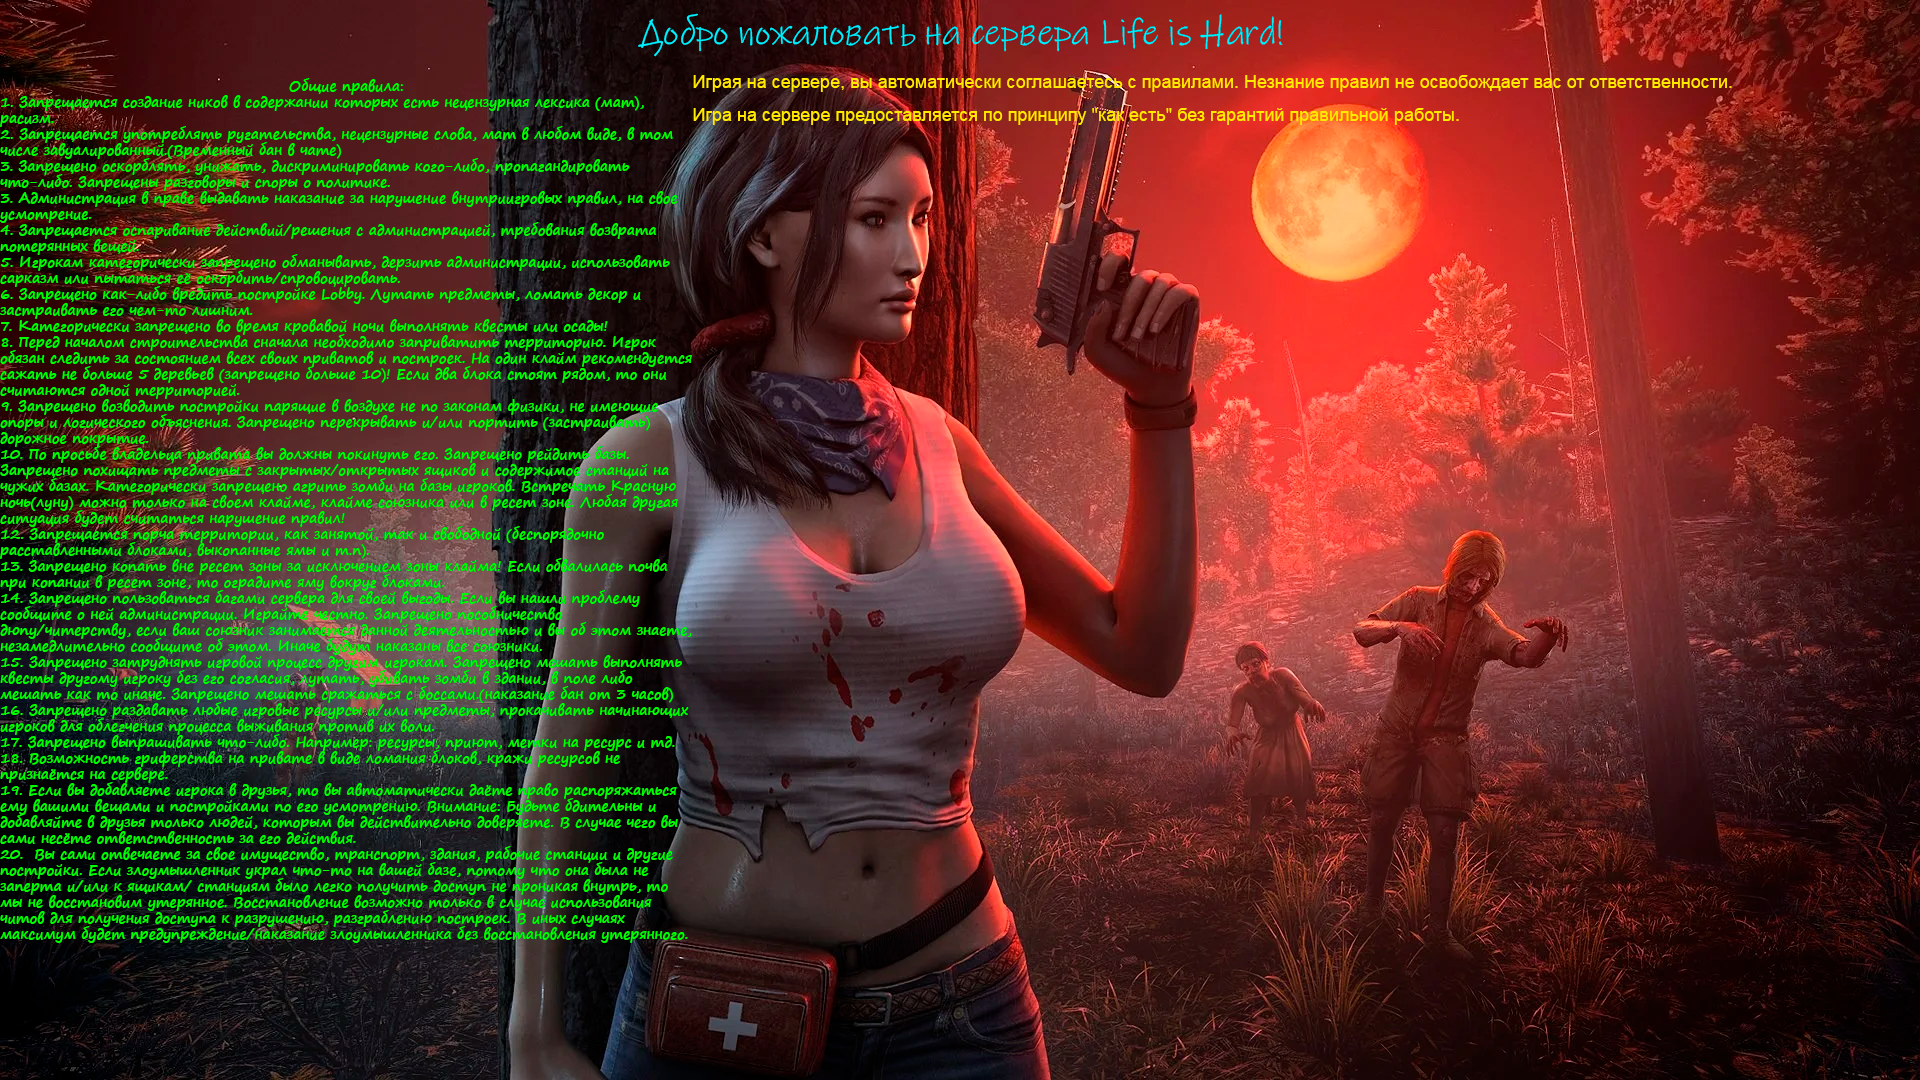 Добро пожаловать на сервера Life is Hard!
Играя на сервере, вы автоматически соглашаетесь с правилами. Незнание правил не освобождает вас от ответственности.
Игра на сервере предоставляется по принципу "как есть" без гарантий правильной работы.
Общие правила:
1. Запрещается создание ников в содержании которых есть нецензурная лексика (мат),
расизм.
2. Запрещается употреблять ругательства, нецензурные слова, мат в любом виде, в том
числе завуалированный.(Временный бан в чате)
3. Запрещено оскорблять, унижать, дискриминировать кого-либо, пропагандировать
что-либо. Запрещены разговоры и споры о политике.
3. Администрация в праве выдавать наказание за нарушение внутриигровых правил, на свое
усмотрение.
4. Запрещается оспаривание действий/решения с администрацией, требования возврата
потерянных вещей.
5. Игрокам категорически запрещено обманывать, дерзить администрации, использовать
сарказм или пытаться её оскорбить/спровоцировать.
6. Запрещено как-либо вредить постройке Lobby. Лутать предметы, ломать декор и
застраивать его чем-то лишним.
7. Категорически запрещено во время кровавой ночи выполнять квесты или осады!
8. Перед началом строительства сначала необходимо заприватить территорию. Игрок
обязан следить за состоянием всех своих приватов и построек. На один клайм рекомендуется
сажать не больше 5 деревьев (запрещено больше 10)! Если два блока стоят рядом, то они
считаются одной территорией.
9. Запрещено возводить постройки парящие в воздухе не по законам физики, не имеющие
опоры и логического объяснения. Запрещено перекрывать и/или портить (застраивать)
дорожное покрытие.
10. По просьбе владельца привата вы должны покинуть его. Запрещено рейдить базы.
Запрещено похищать предметы с закрытых/открытых ящиков и содержимое станций на
чужих базах. Категорически запрещено агрить зомби на базы игроков. Встречать Красную
ночь(луну) можно только на своем клайме, клайме союзника или в ресет зоне. Любая другая
ситуация будет считаться нарушение правил!
12. Запрещается порча территории, как занятой, так и свободной (беспорядочно
расставленными блоками, выкопанные ямы и т.п).
13. Запрещено копать вне ресет зоны за исключением зоны клайма! Если обвалилась почва
при копании в ресет зоне, то оградите яму вокруг блоками.
14. Запрещено пользоваться багами сервера для своей выгоды. Если вы нашли проблему
сообщите о ней администрации. Играйте честно. Запрещено пособничество
дюпу/читерству, если ваш союзник занимается данной деятельностью и вы об этом знаете,
незамедлительно сообщите об этом. Иначе будут наказаны все союзники.
15. Запрещено затруднять игровой процесс другим игрокам. Запрещено мешать выполнять
квесты другому игроку без его согласия, лутать, убивать зомби в здании, в поле либо
мешать как то иначе. Запрещено мешать сражаться с боссами.(наказание бан от 3 часов)
16. Запрещено раздавать любые игровые ресурсы и/или предметы, прокачивать начинающих
игроков для облегчения процесса выживания против их воли.
17. Запрещено выпрашивать что-либо. Например: ресурсы, приют, метки на ресурс и тд.
18. Возможность гриферства на привате в виде ломания блоков, кражи ресурсов не
признаётся на сервере.
19. Если вы добавляете игрока в друзья, то вы автоматически даёте право распоряжаться
ему вашими вещами и постройками по его усмотрению. Внимание: Будьте бдительны и
добавляйте в друзья только людей, которым вы действительно доверяете. В случае чего вы
сами несёте ответственность за его действия.
20. Вы сами отвечаете за свое имущество, транспорт, здания, рабочие станции и другие
постройки. Если злоумышленник украл что-то на вашей базе, потому что она была не
заперта и/или к ящикам/ станциям было легко получить доступ не проникая внутрь, то
мы не восстановим утерянное. Восстановление возможно только в случае использования
читов для получения доступа к разрушению, разграблению построек. В иных случаях
максимум будет предупреждение/наказание злоумышленника без восстановления утерянного.